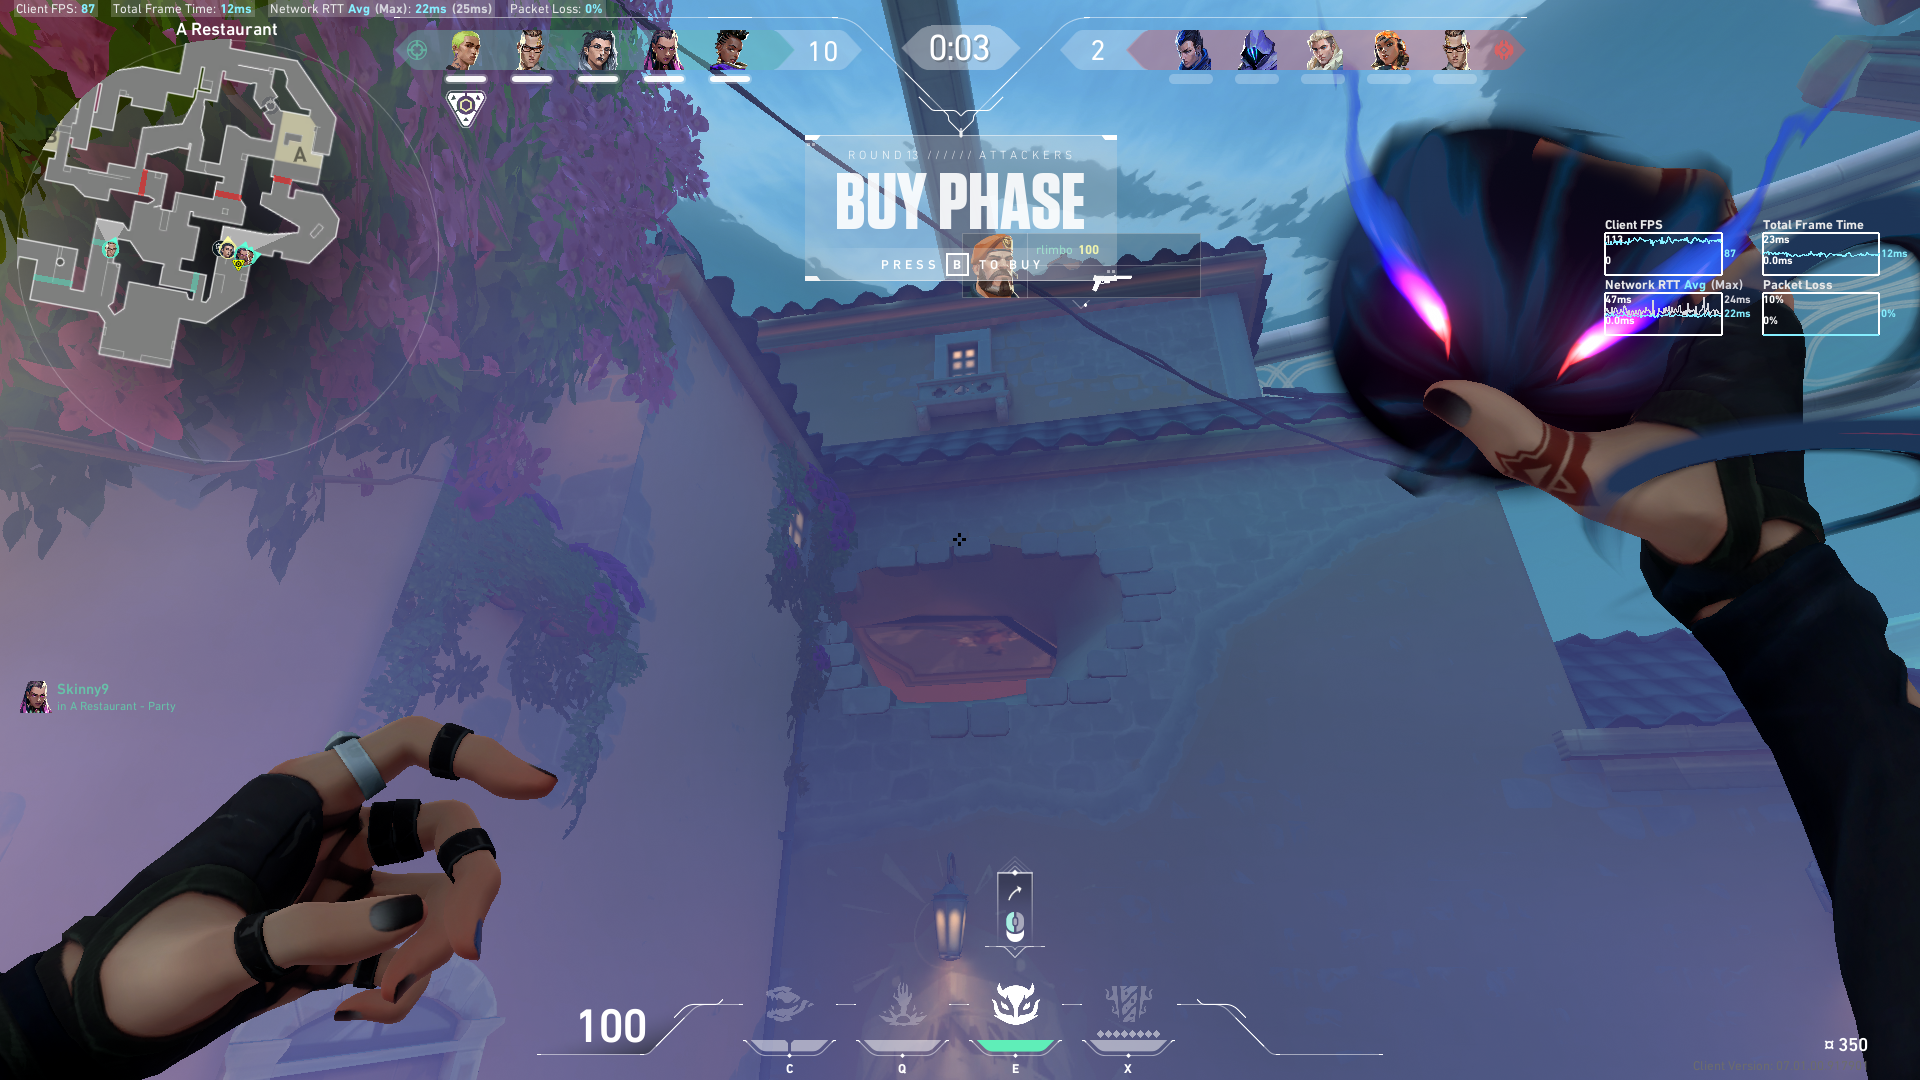 Client FPS: 87 Total Frame Time: 12ms Network RTT Avg (Max): 22ms (25ms) Packet Loss: 0%
A Restaurant
10
0:03
2
A
ROUND 13 ////// ATTACKERS
BUY PHASE
rlimbo 100
PRESS B TO BUY
Client FPS
Total Frame Time
0
87
23ms
0.0ms
12ms
Network RTT Avg (Max)
Packet Loss
47ms
0.0ms
24ms
22ms
10%
0%
0%
Skinny9
in A Restaurant - Party
100
C
Q
E
X
¤ 350